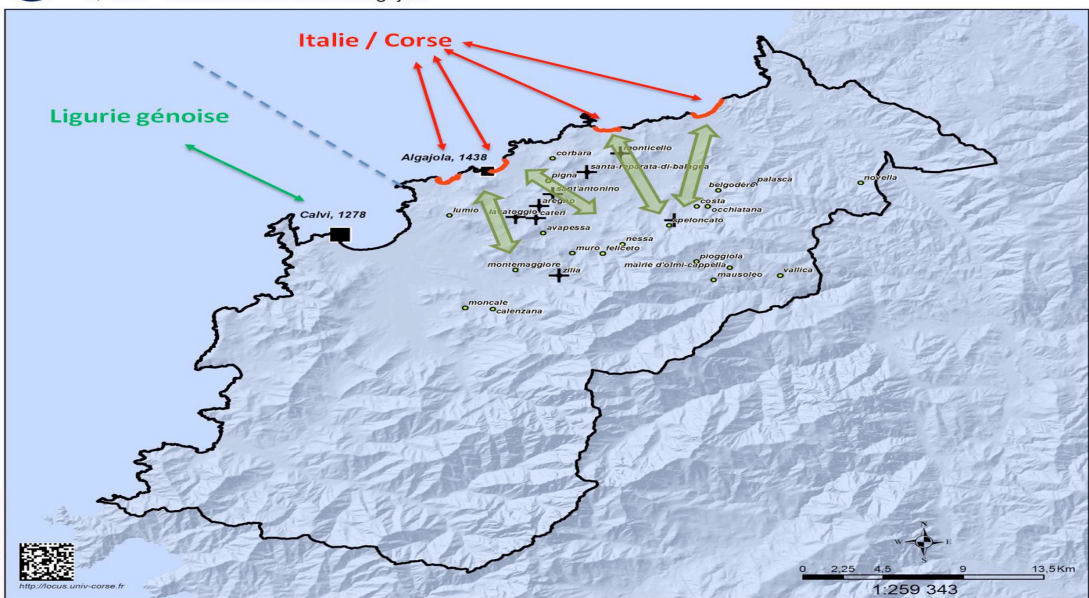 Italie / Corse
Ligurie génoise
Algajola, 1438
Calvi, 1278
corbara
monticello
santa-reparata-di-balagna
pigna
sant'antonino
aregno
lumio
lavatoggio
cateri
avapessa
belgodère
palasca
novella
costa
occhiatana
speloncato
nessa
muro
feliceto
montemaggiore
zilia
pioggiola
mairie d'olmi-cappella
mausoleo
vallica
moncale
calenzana
http://locus.univ-corse.fr
N
W
E
S
0 2,25 4,5 9 13,5 Km
1:259 343